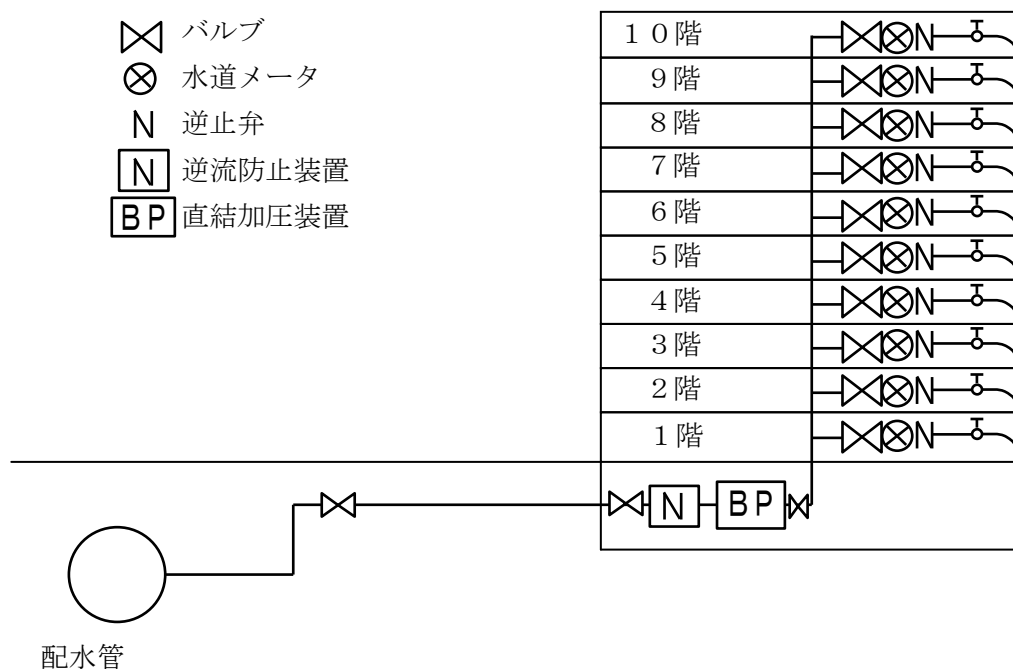 バルブ
水道メータ
N 逆止弁
N 逆流防止装置
BP 直結加圧装置
１０階 N
９階 N
８階 N
７階 N
６階 N
５階 N
４階 N
３階 N
２階 N
１階 N
N BP
配水管